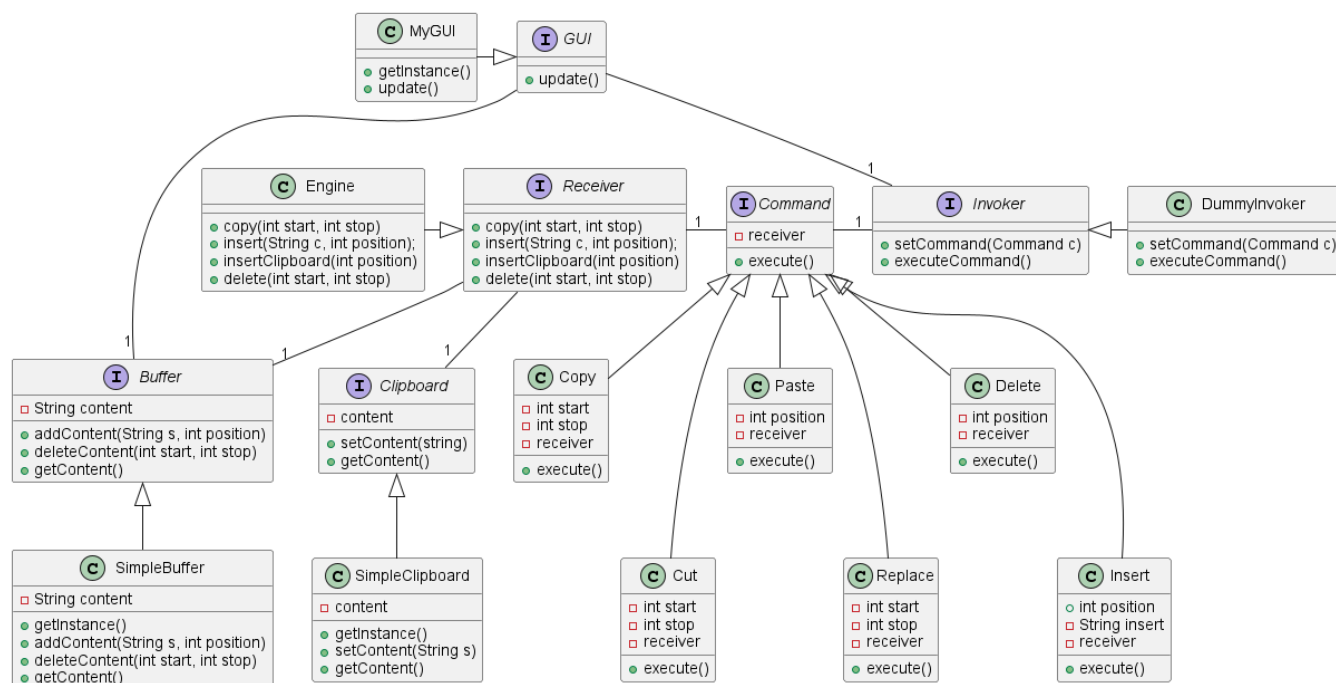 C MyGUI
getInstance()
update()
I GUI
update()
1
1
C Engine
copy(int start, int stop)
insert(String c, int position);
insertClipboard(int position)
delete(int start, int stop)
I Receiver
copy(int start, int stop)
insert(String c, int position);
insertClipboard(int position)
delete(int start, int stop)
1
I Command
receiver
execute()
1
I Invoker
setCommand(Command c)
executeCommand()
C DummyInvoker
setCommand(Command c)
executeCommand()
1
1
I Buffer
String content
addContent(String s, int position)
deleteContent(int start, int stop)
getContent()
I Clipboard
content
setContent(string)
getContent()
C Copy
int start
int stop
receiver
execute()
C Paste
int position
receiver
execute()
C Delete
int position
receiver
execute()
C SimpleBuffer
String content
getInstance()
addContent(String s, int position)
deleteContent(int start, int stop)
getContent()
C SimpleClipboard
content
getInstance()
setContent(String s)
getContent()
C Cut
int start
int stop
receiver
execute()
C Replace
int start
int stop
receiver
execute()
C Insert
int position
String insert
receiver
execute()